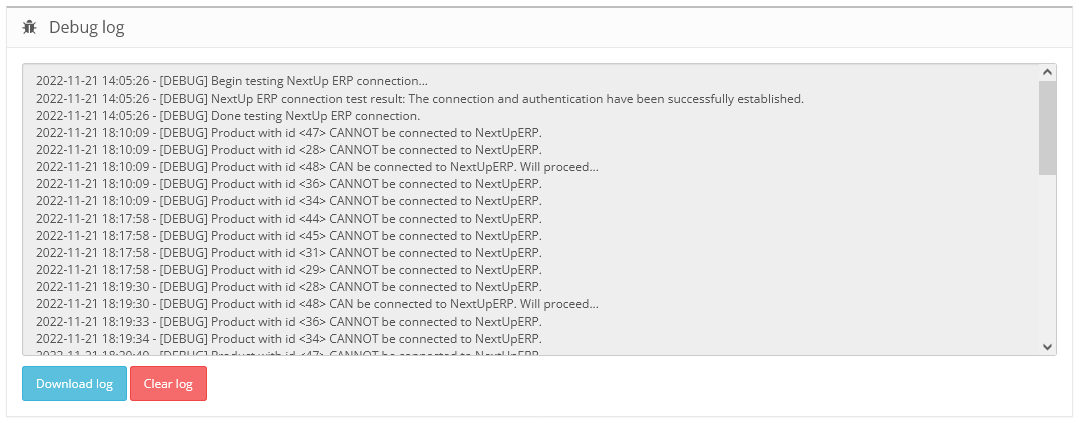 Debug log
2022-11-21 14:05:26 - [DEBUG] Begin testing NextUp ERP connection...
2022-11-21 14:05:26 - [DEBUG] NextUp ERP connection test result: The connection and authentication have been successfully established.
2022-11-21 14:05:26 - [DEBUG] Done testing NextUp ERP connection.
2022-11-21 18:10:09 - [DEBUG] Product with id <47> CANNOT be connected to NextUpERP.
2022-11-21 18:10:09 - [DEBUG] Product with id <28> CANNOT be connected to NextUpERP.
2022-11-21 18:10:09 - [DEBUG] Product with id <48> CAN be connected to NextUpERP. Will proceed...
2022-11-21 18:10:09 - [DEBUG] Product with id <36> CANNOT be connected to NextUpERP.
2022-11-21 18:10:09 - [DEBUG] Product with id <34> CANNOT be connected to NextUpERP.
2022-11-21 18:17:58 - [DEBUG] Product with id <44> CANNOT be connected to NextUpERP.
2022-11-21 18:17:58 - [DEBUG] Product with id <45> CANNOT be connected to NextUpERP.
2022-11-21 18:17:58 - [DEBUG] Product with id <31> CANNOT be connected to NextUpERP.
2022-11-21 18:17:58 - [DEBUG] Product with id <29> CANNOT be connected to NextUpERP.
2022-11-21 18:19:30 - [DEBUG] Product with id <28> CANNOT be connected to NextUpERP.
2022-11-21 18:19:30 - [DEBUG] Product with id <48> CAN be connected to NextUpERP. Will proceed...
2022-11-21 18:19:33 - [DEBUG] Product with id <36> CANNOT be connected to NextUpERP.
2022-11-21 18:19:34 - [DEBUG] Product with id <34> CANNOT be connected to NextUpERP.
2022-11-21 - [DEBUG] Product with id CANNOT be connected to NextUpERP.
Download log
Clear log